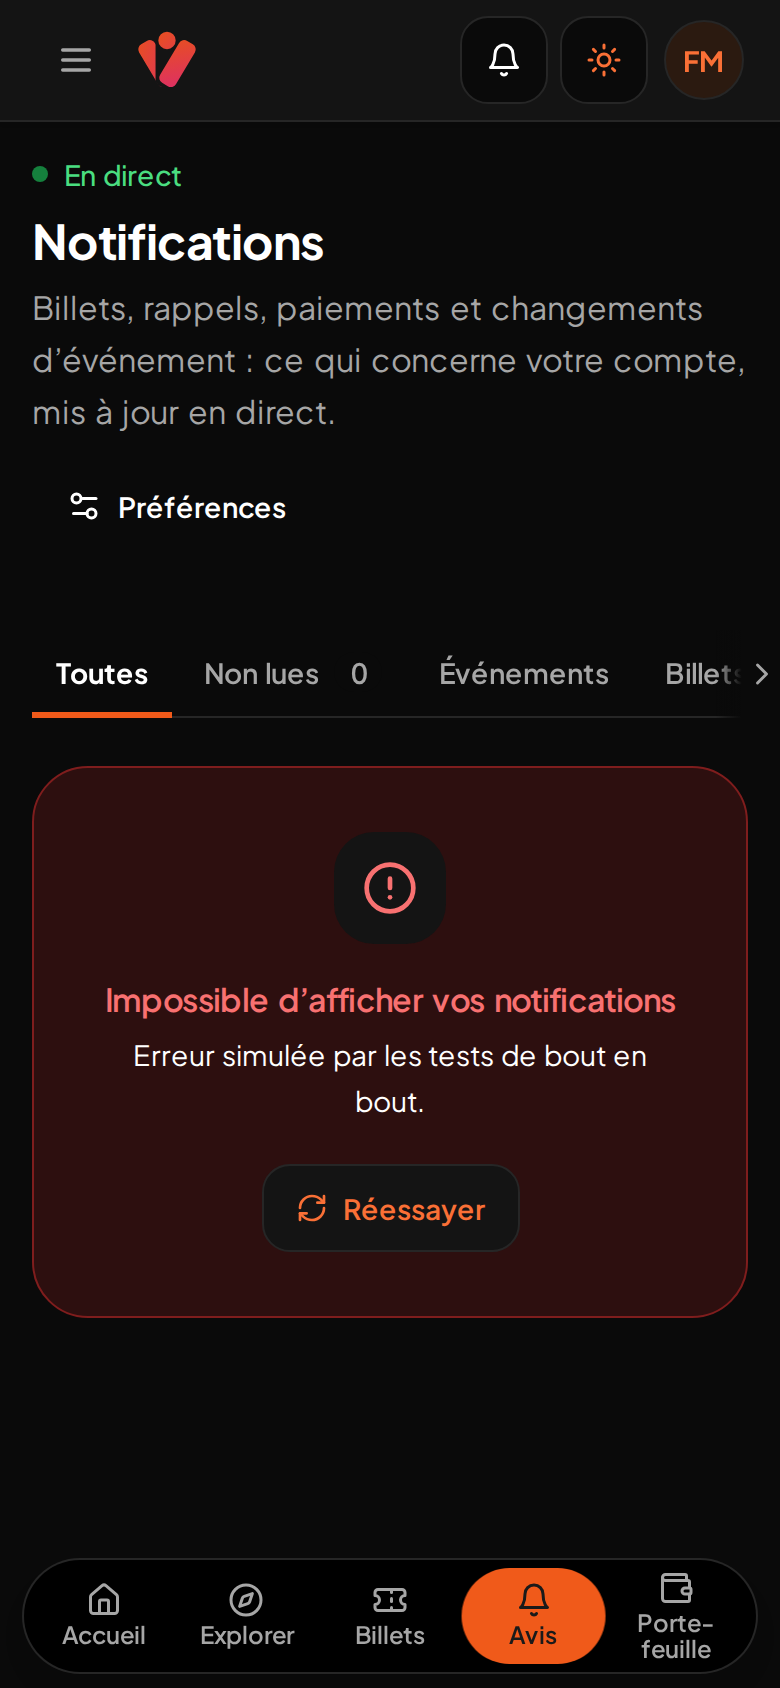 FM
En direct
Notifications
Billets, rappels, paiements et changements
d’événement : ce qui concerne votre compte,
mis à jour en direct.
Préférences
Toutes Non lues 0 Événements Billets
Impossible d’afficher vos notifications
Erreur simulée par les tests de bout en
bout.
Réessayer
Accueil Explorer Billets Avis Porte-
feuille